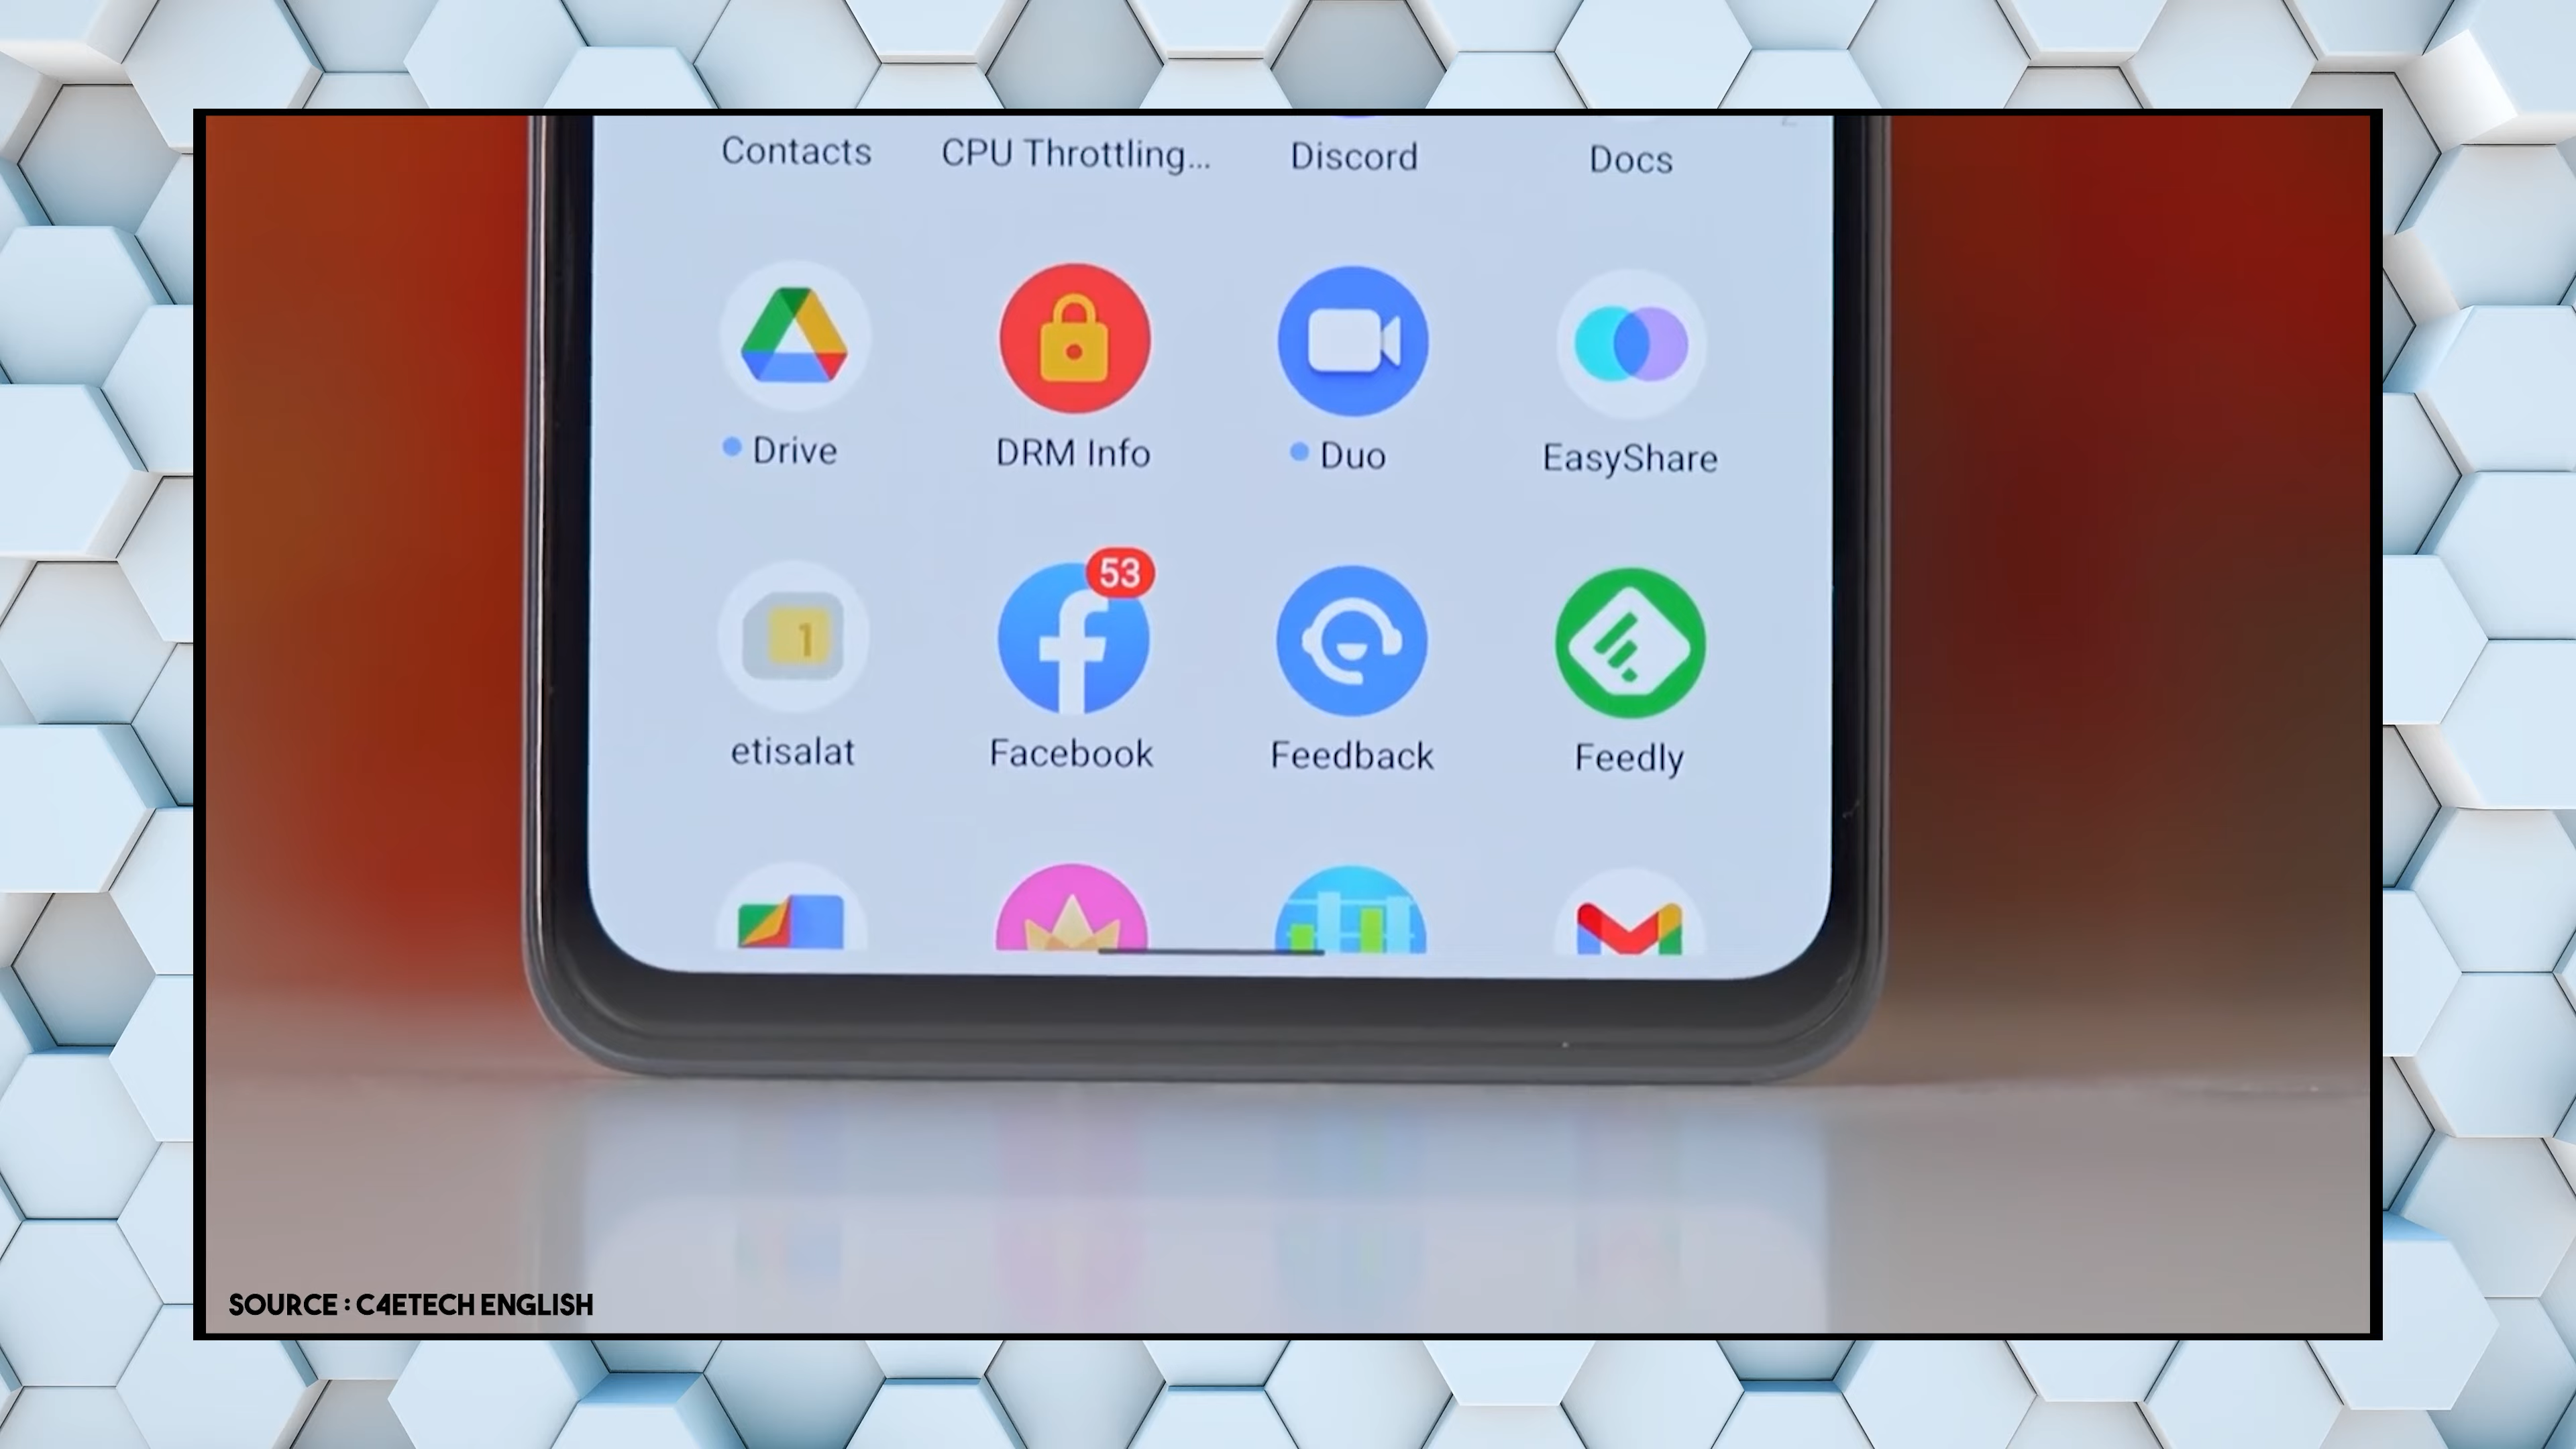 Contacts CPU Throttling... Discord Docs
Drive DRM Info Duo EasyShare
53
1
etisalat Facebook Feedback Feedly
SOURCE : C4ETECH ENGLISH